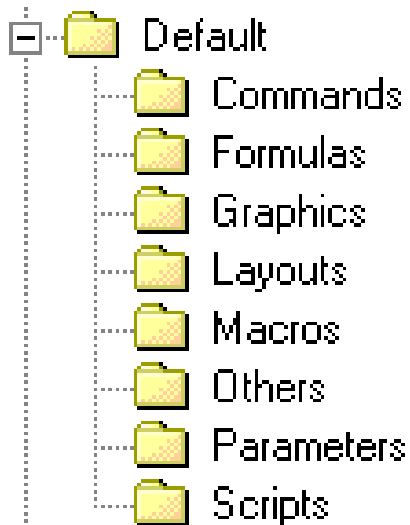 Default
Commands
Formulas
Graphics
Layouts
Macros
Others
Parameters
Scripts